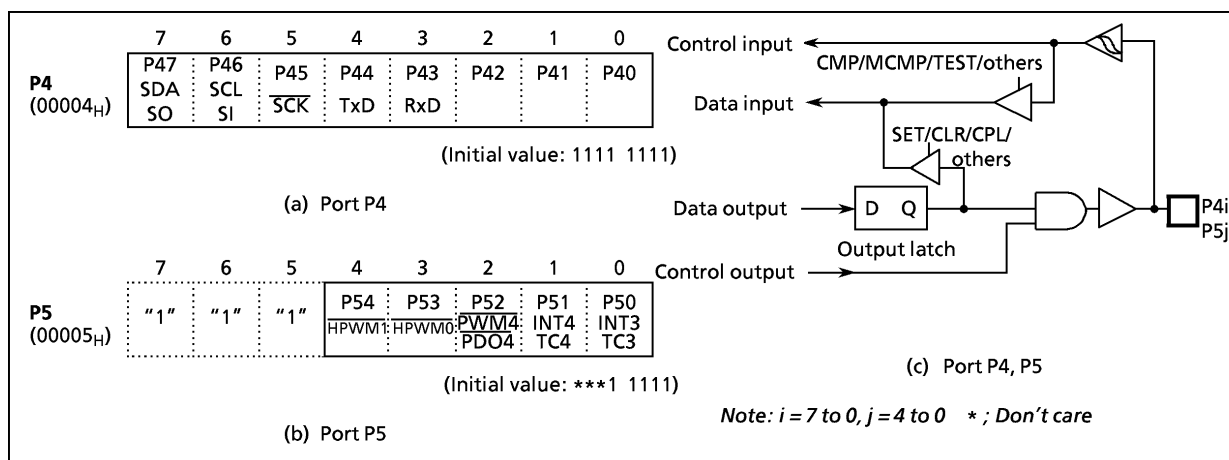 7 6 5 4 3 2 1 0
P4
(00004H)
P47 P46 P45 P44 P43 P42 P41 P40
SDA SCL SCK TxD RxD
SO SI
(Initial value: 1111 1111)
(a) Port P4
7 6 5 4 3 2 1 0
P5
(00005H)
"1" "1" "1" P54 P53 P52 P51 P50
HPWM1 HPWM0 PWM4 INT4 INT3
PDO4 TC4 TC3
(Initial value: ***1 1111)
(b) Port P5
Control input
CMP/MCMP/TEST/others
Data input
SET/CLR/CPL/
others
Data output
D Q
P4i
P5j
Output latch
Control output
(c) Port P4, P5
Note: i = 7 to 0, j = 4 to 0 * ; Don't care